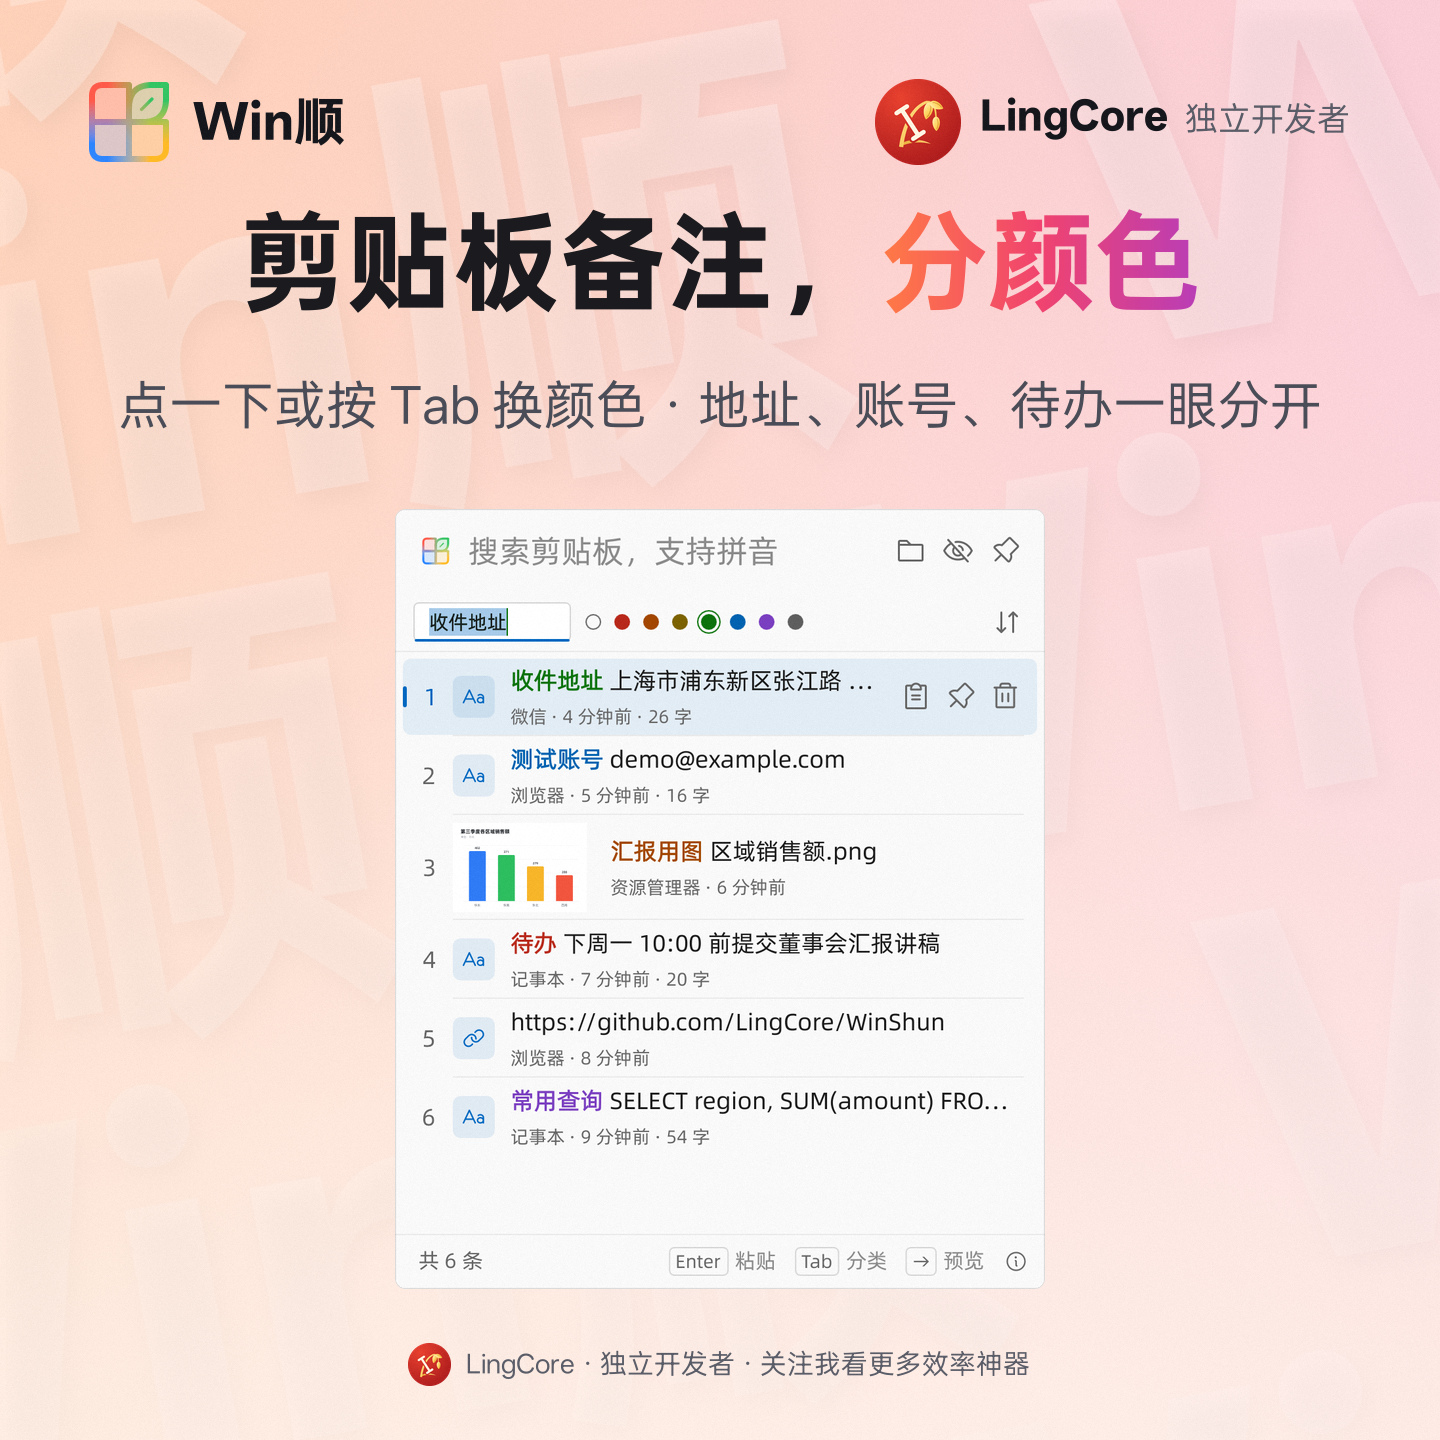 Win顺
LingCore 独立开发者
剪贴板备注，分颜色
点一下或按 Tab 换颜色 · 地址、账号、待办一眼分开
搜索剪贴板，支持拼音
收件地址
1 Aa 收件地址 上海市浦东新区张江路 …
微信 · 4 分钟前 · 26 字
2 Aa 测试账号 demo@example.com
浏览器 · 5 分钟前 · 16 字
第三季度各区域销售额
3 汇报用图 区域销售额.png
资源管理器 · 6 分钟前
4 Aa 待办 下周一 10:00 前提交董事会汇报讲稿
记事本 · 7 分钟前 · 20 字
5 https://github.com/LingCore/WinShun
浏览器 · 8 分钟前
6 Aa 常用查询 SELECT region, SUM(amount) FRO…
记事本 · 9 分钟前 · 54 字
共 6 条 Enter 粘贴 Tab 分类 → 预览
LingCore · 独立开发者 · 关注我看更多效率神器